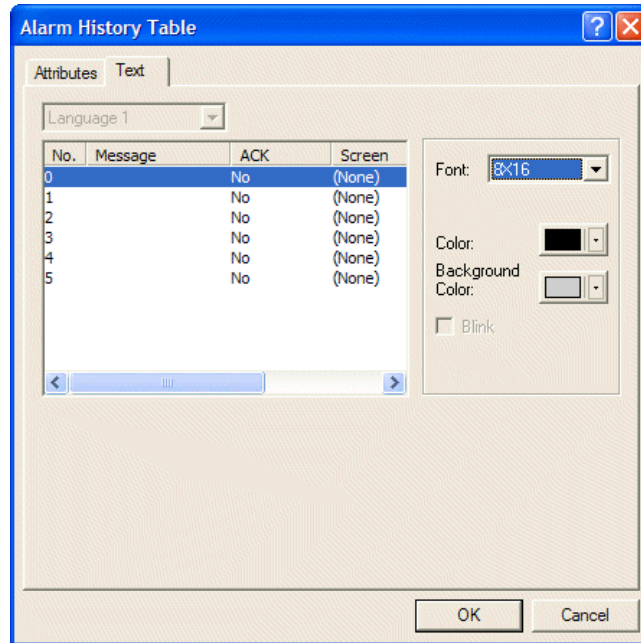 Alarm History Table
Attributes Text
Language 1
No. Message ACK Screen
0 No (None)
1 No (None)
2 No (None)
3 No (None)
4 No (None)
5 No (None)
Font: 8X16
Color:
Background
Color:
Blink
OK Cancel